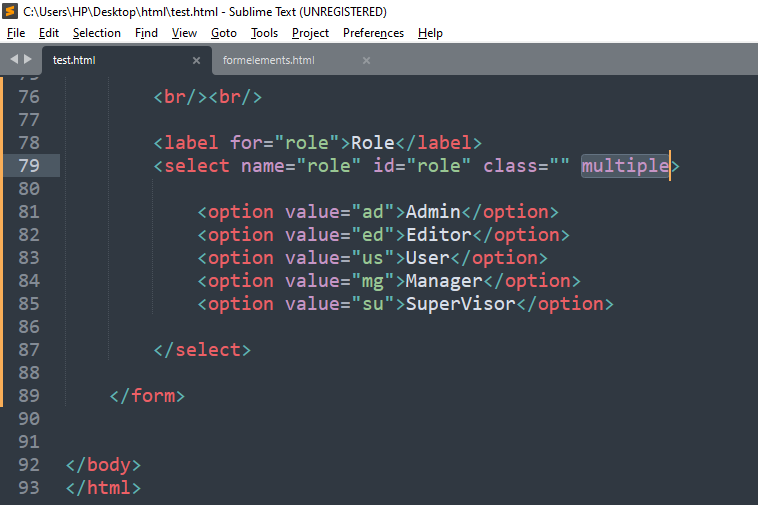 C:\Users\HP\Desktop\html\test.html - Sublime Text (UNREGISTERED)
File Edit Selection Find View Goto Tools Project Preferences Help
test.html × formelements.html ×
75
76 <br/><br/>
77
78 <label for="role">Role</label>
79 <select name="role" id="role" class="" multiple>
80
81 <option value="ad">Admin</option>
82 <option value="ed">Editor</option>
83 <option value="us">User</option>
84 <option value="mg">Manager</option>
85 <option value="su">SuperVisor</option>
86
87 </select>
88
89 </form>
90
91
92 </body>
93 </html>